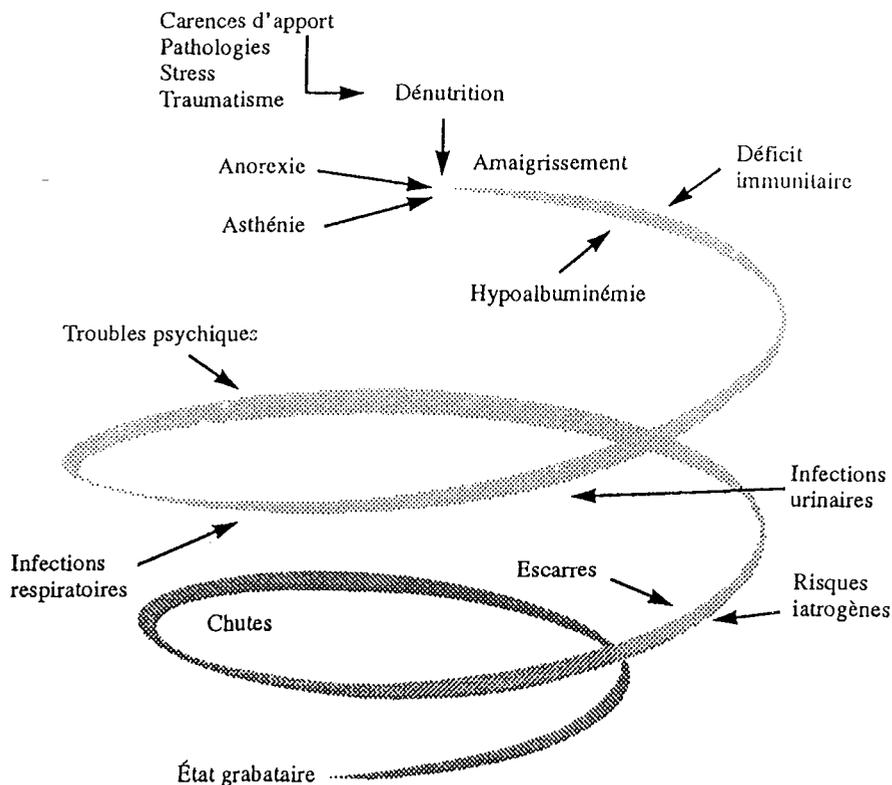 Carences d'apport
Pathologies
Stress
Traumatisme
Dénutrition
Anorexie
Amaigrissement
Déficit
immunitaire
Asthénie
Hypoalbuminémie
Troubles psychiques
Infections
urinaires
Infections
respiratoires
Escarres
Risques
iatrogènes
Chutes
État grabataire